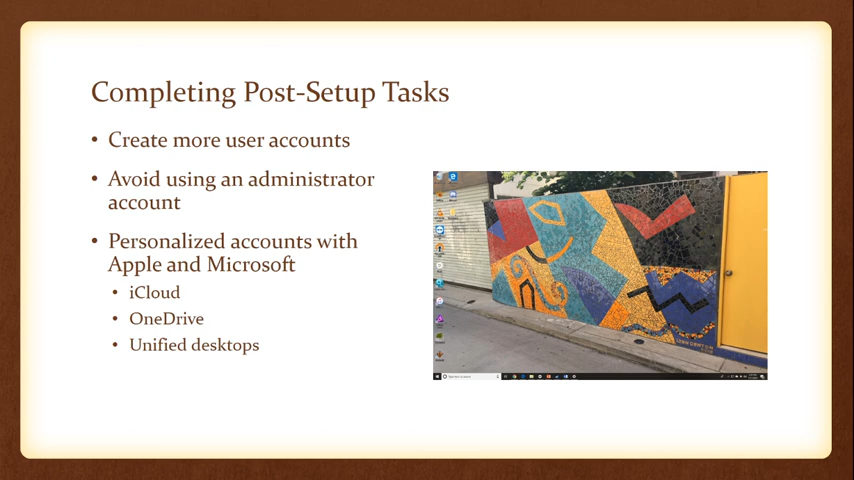 Completing Post-Setup Tasks
• Create more user accounts
• Avoid using an administrator
account
• Personalized accounts with
Apple and Microsoft
• iCloud
• OneDrive
• Unified desktops